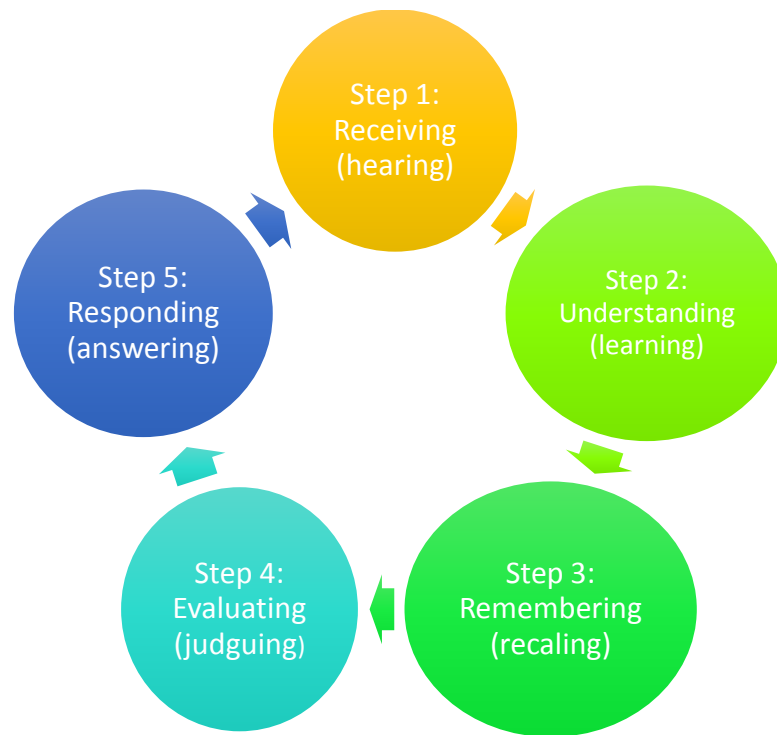 Step 1:
Receiving
(hearing)
Step 2:
Understanding
(learning)
Step 3:
Remembering
(recaling)
Step 4:
Evaluating
(judguing)
Step 5:
Responding
(answering)